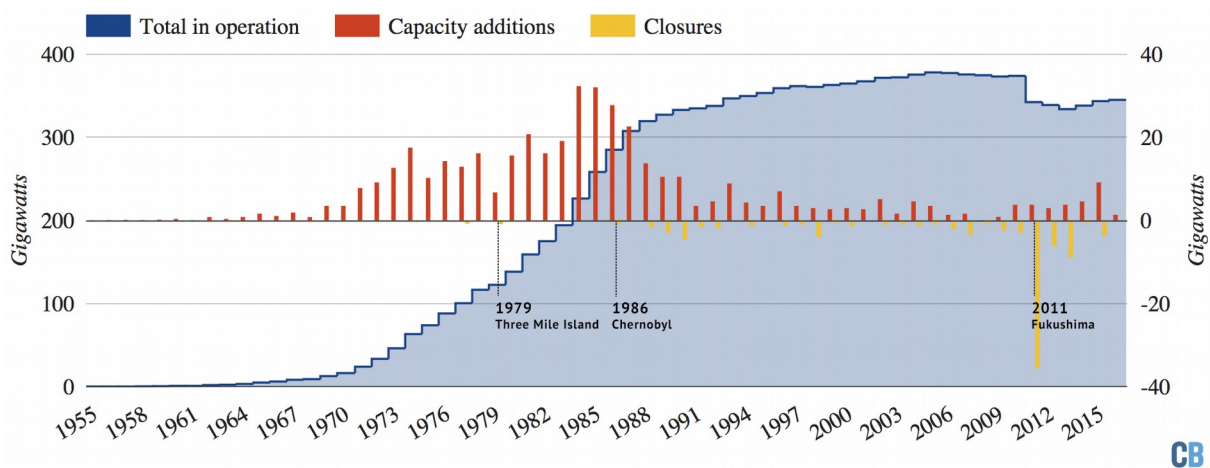 Total in operation Capacity additions Closures
400 40
300 20
200 0
100 -20
0 -40
Gigawatts
Gigawatts
1979
Three Mile Island
1986
Chernobyl
2011
Fukushima
1955 1958 1961 1964 1967 1970 1973 1976 1979 1982 1985 1988 1991 1994 1997 2000 2003 2006 2009 2012 2015
CB